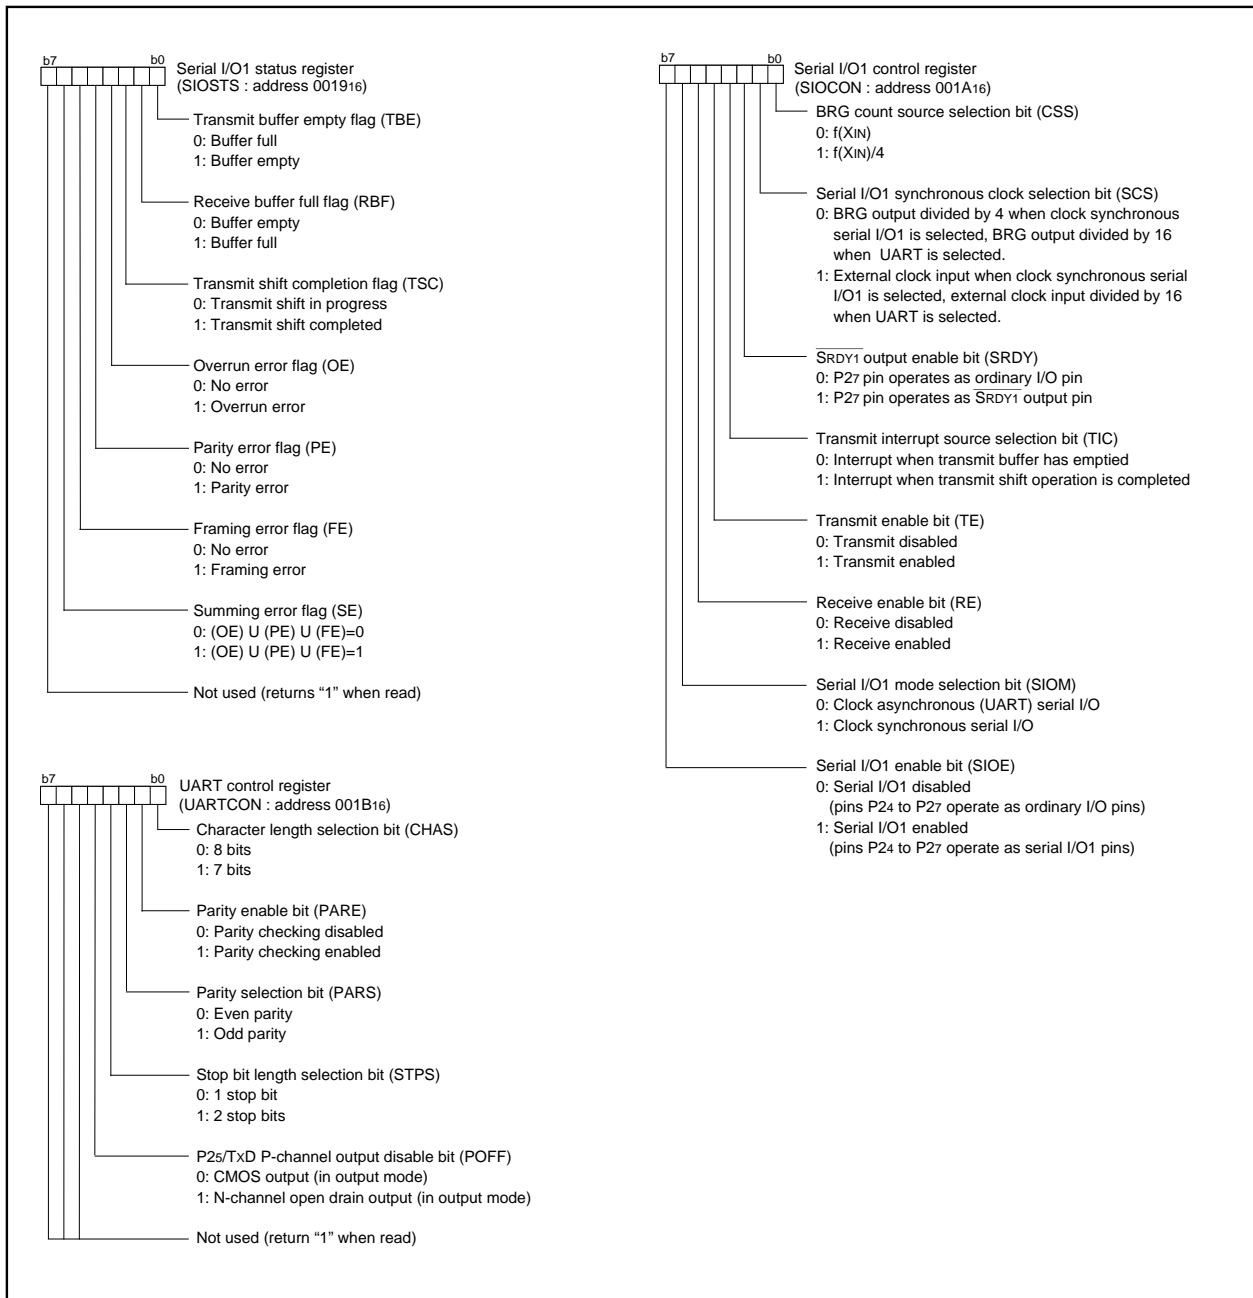 b7 b0
Serial I/O1 status register
(SIOSTS : address 001916)
Transmit buffer empty flag (TBE)
0: Buffer full
1: Buffer empty
Receive buffer full flag (RBF)
0: Buffer empty
1: Buffer full
Transmit shift completion flag (TSC)
0: Transmit shift in progress
1: Transmit shift completed
Overrun error flag (OE)
0: No error
1: Overrun error
Parity error flag (PE)
0: No error
1: Parity error
Framing error flag (FE)
0: No error
1: Framing error
Summing error flag (SE)
0: (OE) U (PE) U (FE)=0
1: (OE) U (PE) U (FE)=1
Not used (returns “1” when read)
b7 b0
UART control register
(UARTCON : address 001B16)
Character length selection bit (CHAS)
0: 8 bits
1: 7 bits
Parity enable bit (PARE)
0: Parity checking disabled
1: Parity checking enabled
Parity selection bit (PARS)
0: Even parity
1: Odd parity
Stop bit length selection bit (STPS)
0: 1 stop bit
1: 2 stop bits
P25/TXD P-channel output disable bit (POFF)
0: CMOS output (in output mode)
1: N-channel open drain output (in output mode)
Not used (return “1” when read)
b7 b0
Serial I/O1 control register
(SIOCON : address 001A16)
BRG count source selection bit (CSS)
0: f(XIN)
1: f(XIN)/4
Serial I/O1 synchronous clock selection bit (SCS)
0: BRG output divided by 4 when clock synchronous
serial I/O1 is selected, BRG output divided by 16
when UART is selected.
1: External clock input when clock synchronous serial
I/O1 is selected, external clock input divided by 16
when UART is selected.
SRDY1 output enable bit (SRDY)
0: P27 pin operates as ordinary I/O pin
1: P27 pin operates as SRDY1 output pin
Transmit interrupt source selection bit (TIC)
0: Interrupt when transmit buffer has emptied
1: Interrupt when transmit shift operation is completed
Transmit enable bit (TE)
0: Transmit disabled
1: Transmit enabled
Receive enable bit (RE)
0: Receive disabled
1: Receive enabled
Serial I/O1 mode selection bit (SIOM)
0: Clock asynchronous (UART) serial I/O
1: Clock synchronous serial I/O
Serial I/O1 enable bit (SIOE)
0: Serial I/O1 disabled
(pins P24 to P27 operate as ordinary I/O pins)
1: Serial I/O1 enabled
(pins P24 to P27 operate as serial I/O1 pins)